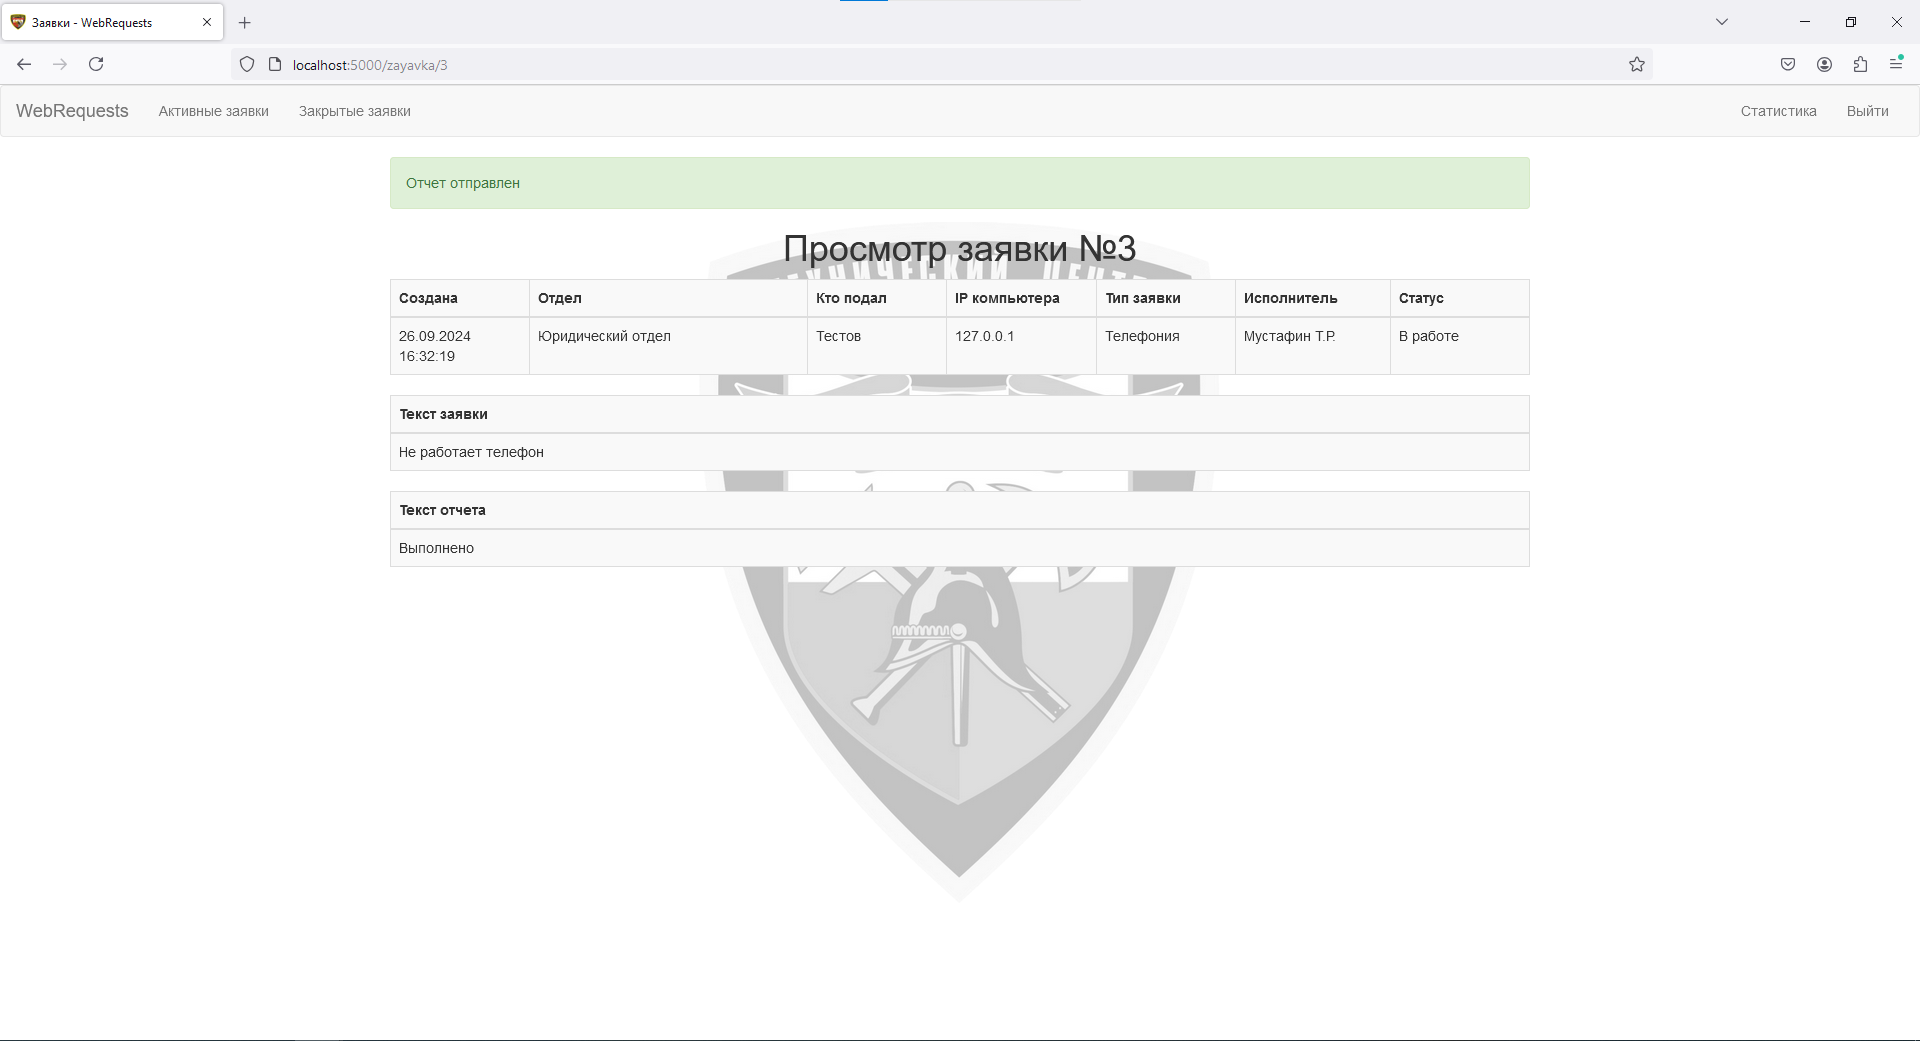 Заявки - WebRequests
localhost:5000/zayavka/3
WebRequests Активные заявки Закрытые заявки Статистика Выйти
Отчет отправлен
Просмотр заявки №3
Создана Отдел Кто подал IP компьютера Тип заявки Исполнитель Статус
26.09.2024 Юридический отдел Тестов 127.0.0.1 Телефония Мустафин Т.Р. В работе
16:32:19
Текст заявки
Не работает телефон
Текст отчета
Выполнено